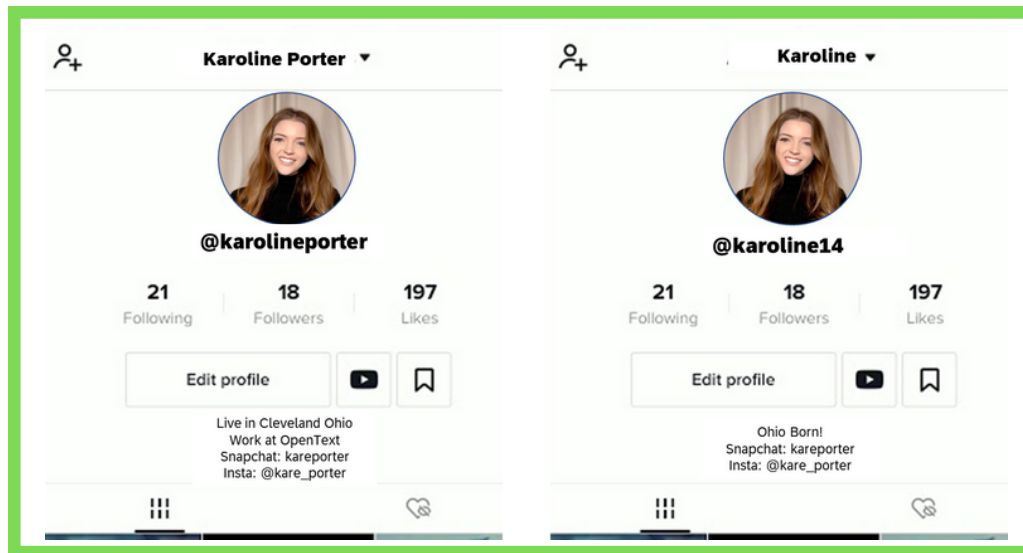 Karoline Porter
@karolineporter
21 18 197
Following Followers Likes
Edit profile
Live in Cleveland Ohio
Work at OpenText
Snapchat: kareporter
Insta: @kare_porter
Karoline
@karoline14
21 18 197
Following Followers Likes
Edit profile
Ohio Born!
Snapchat: kareporter
Insta: @kare_porter